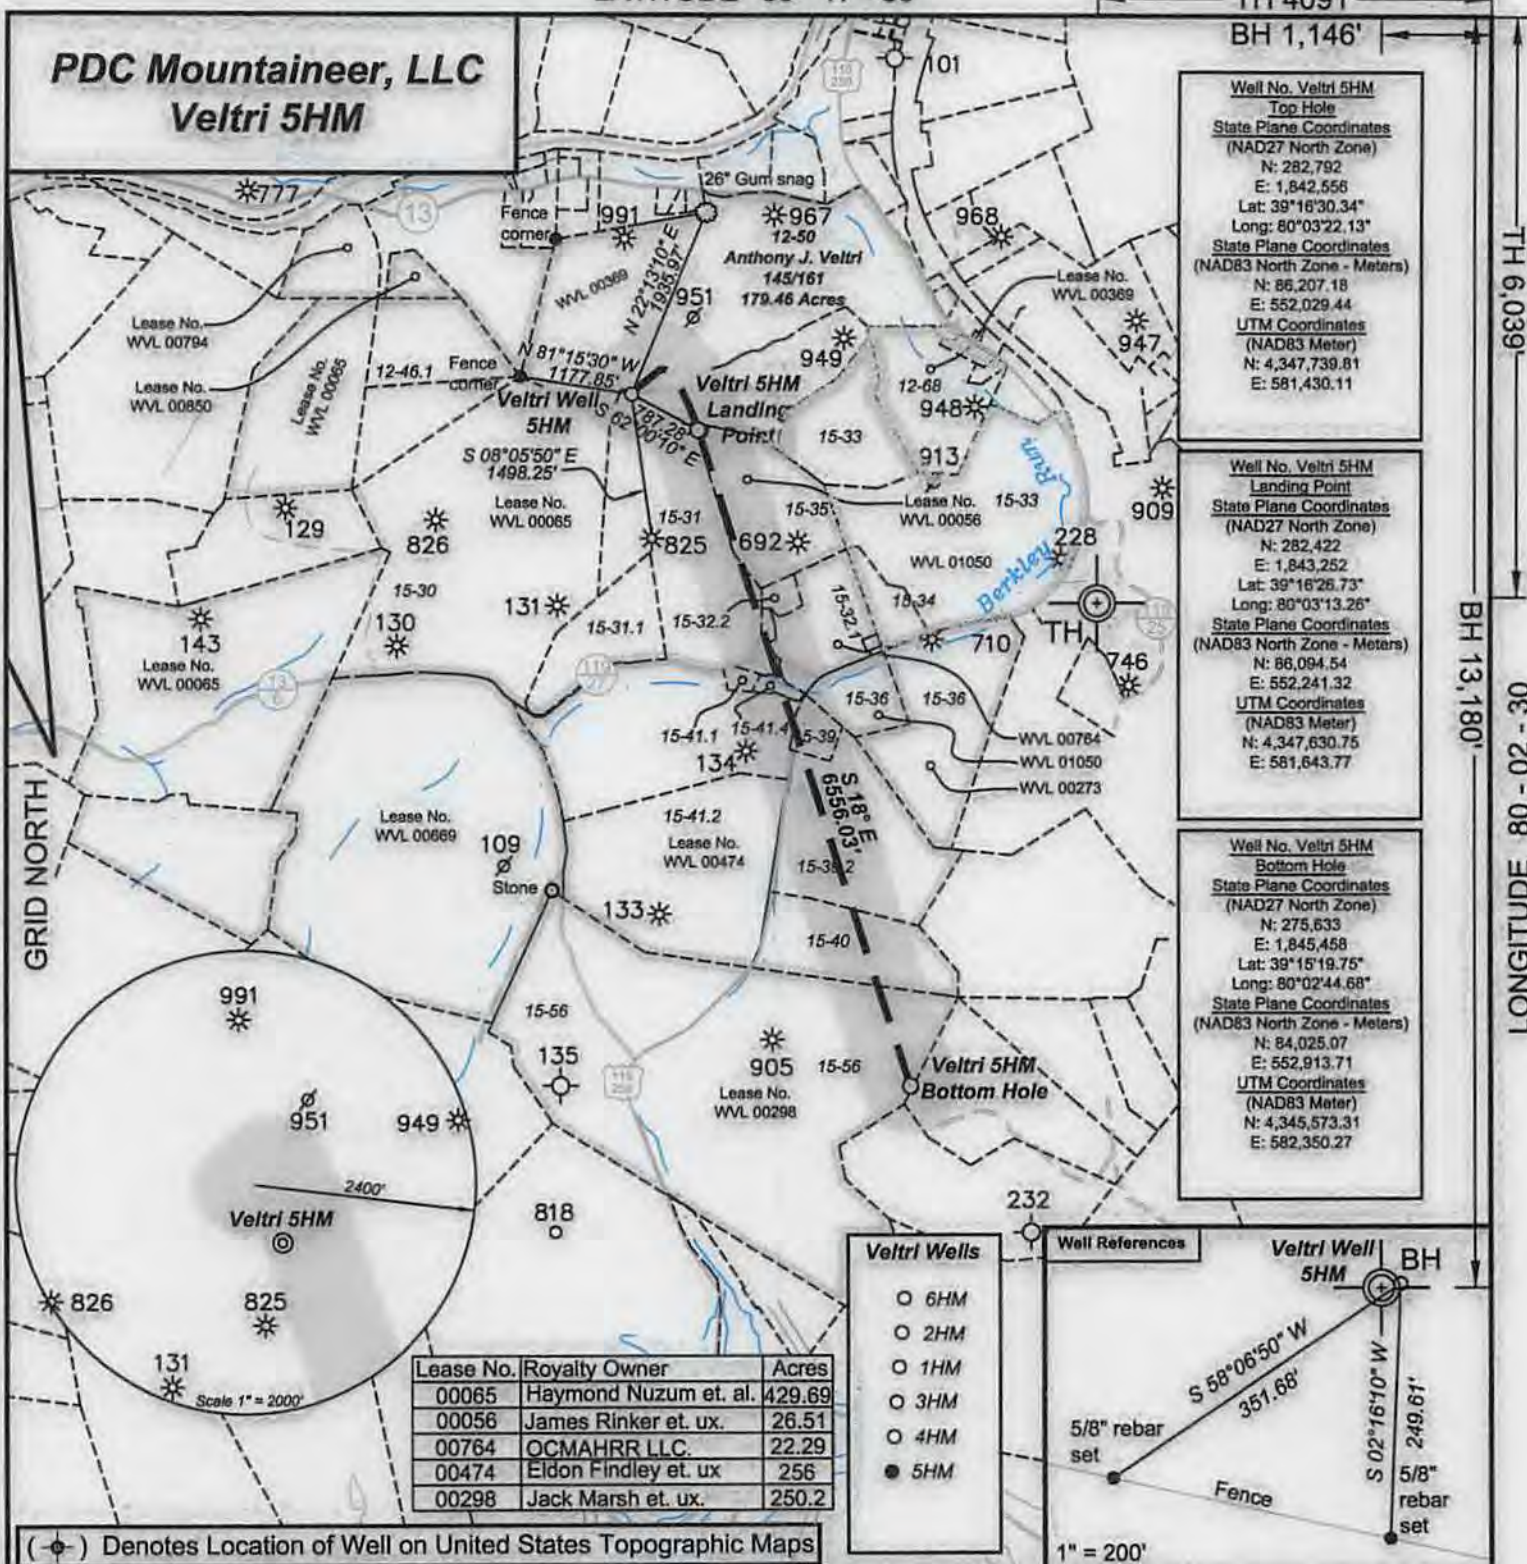 PDC Mountaineer, LLC
Veltri 5HM
BH 1,146'
TH 6,039'
BH 13,180'
LONGITUDE 80 - 02 - 30
GRID NORTH
101
777
13
Fence
corner
991
26" Gum snag
967
12-50
Anthony J. Veltri
145/161
179.46 Acres
968
WVL 00369
N 22°13'10" E
1935.97'
951
Lease No.
WVL 00369
947
Lease No.
WVL 00794
Lease No.
WVL 00850
Lease No.
WVL 00065
12-46.1
Fence
corner
N 81°15'30" W
1177.85'
949
12-68
948
Veltri Well
5HM
S 62°00'10" E
787.28'
Veltri 5HM
Landing
Point
15-33
913
S 08°05'50" E
1498.25'
Lease No.
WVL 00065
15-31
825
692
15-35
Lease No.
WVL 00056
15-33
Berkley Run
909
228
129
826
WVL 01050
15-30
143
130
131
15-31.1
15-32.2
15-32.1
15-34
TH
710
746
Lease No.
WVL 00065
119
27
15-41.1
15-41.4
15-39
15-36
15-36
134
WVL 00764
WVL 01050
WVL 00273
S 18° E
6556.03'
Lease No.
WVL 00669
109
Stone
15-41.2
Lease No.
WVL 00474
15-39.2
133
15-40
15-56
135
905
15-56
Lease No.
WVL 00298
Veltri 5HM
Bottom Hole
818
232
991
951
949
2400'
Veltri 5HM
826
825
131
Scale 1" = 2000'
Well No. Veltri 5HM
Top Hole
State Plane Coordinates
(NAD27 North Zone)
N: 282,792
E: 1,842,556
Lat: 39°16'30.34"
Long: 80°03'22.13"
State Plane Coordinates
(NAD83 North Zone - Meters)
N: 86,207.18
E: 552,029.44
UTM Coordinates
(NAD83 Meter)
N: 4,347,739.81
E: 581,430.11
Well No. Veltri 5HM
Landing Point
State Plane Coordinates
(NAD27 North Zone)
N: 282,422
E: 1,843,252
Lat: 39°16'26.73"
Long: 80°03'13.26"
State Plane Coordinates
(NAD83 North Zone - Meters)
N: 86,094.54
E: 552,241.32
UTM Coordinates
(NAD83 Meter)
N: 4,347,630.75
E: 581,643.77
Well No. Veltri 5HM
Bottom Hole
State Plane Coordinates
(NAD27 North Zone)
N: 275,633
E: 1,845,458
Lat: 39°15'19.75"
Long: 80°02'44.68"
State Plane Coordinates
(NAD83 North Zone - Meters)
N: 84,025.07
E: 552,913.71
UTM Coordinates
(NAD83 Meter)
N: 4,345,573.31
E: 582,350.27
Lease No. Royalty Owner Acres
00065 Haymond Nuzum et. al. 429.69
00056 James Rinker et. ux. 26.51
00764 OCMAHRR LLC. 22.29
00474 Eldon Findley et. ux 256
00298 Jack Marsh et. ux. 250.2
Veltri Wells
6HM
2HM
1HM
3HM
4HM
5HM
Well References
Veltri Well
5HM
BH
S 58°06'50" W
351.68'
S 02°16'10" W
249.61'
5/8" rebar
set
5/8"
rebar
set
Fence
1" = 200'
( ) Denotes Location of Well on United States Topographic Maps